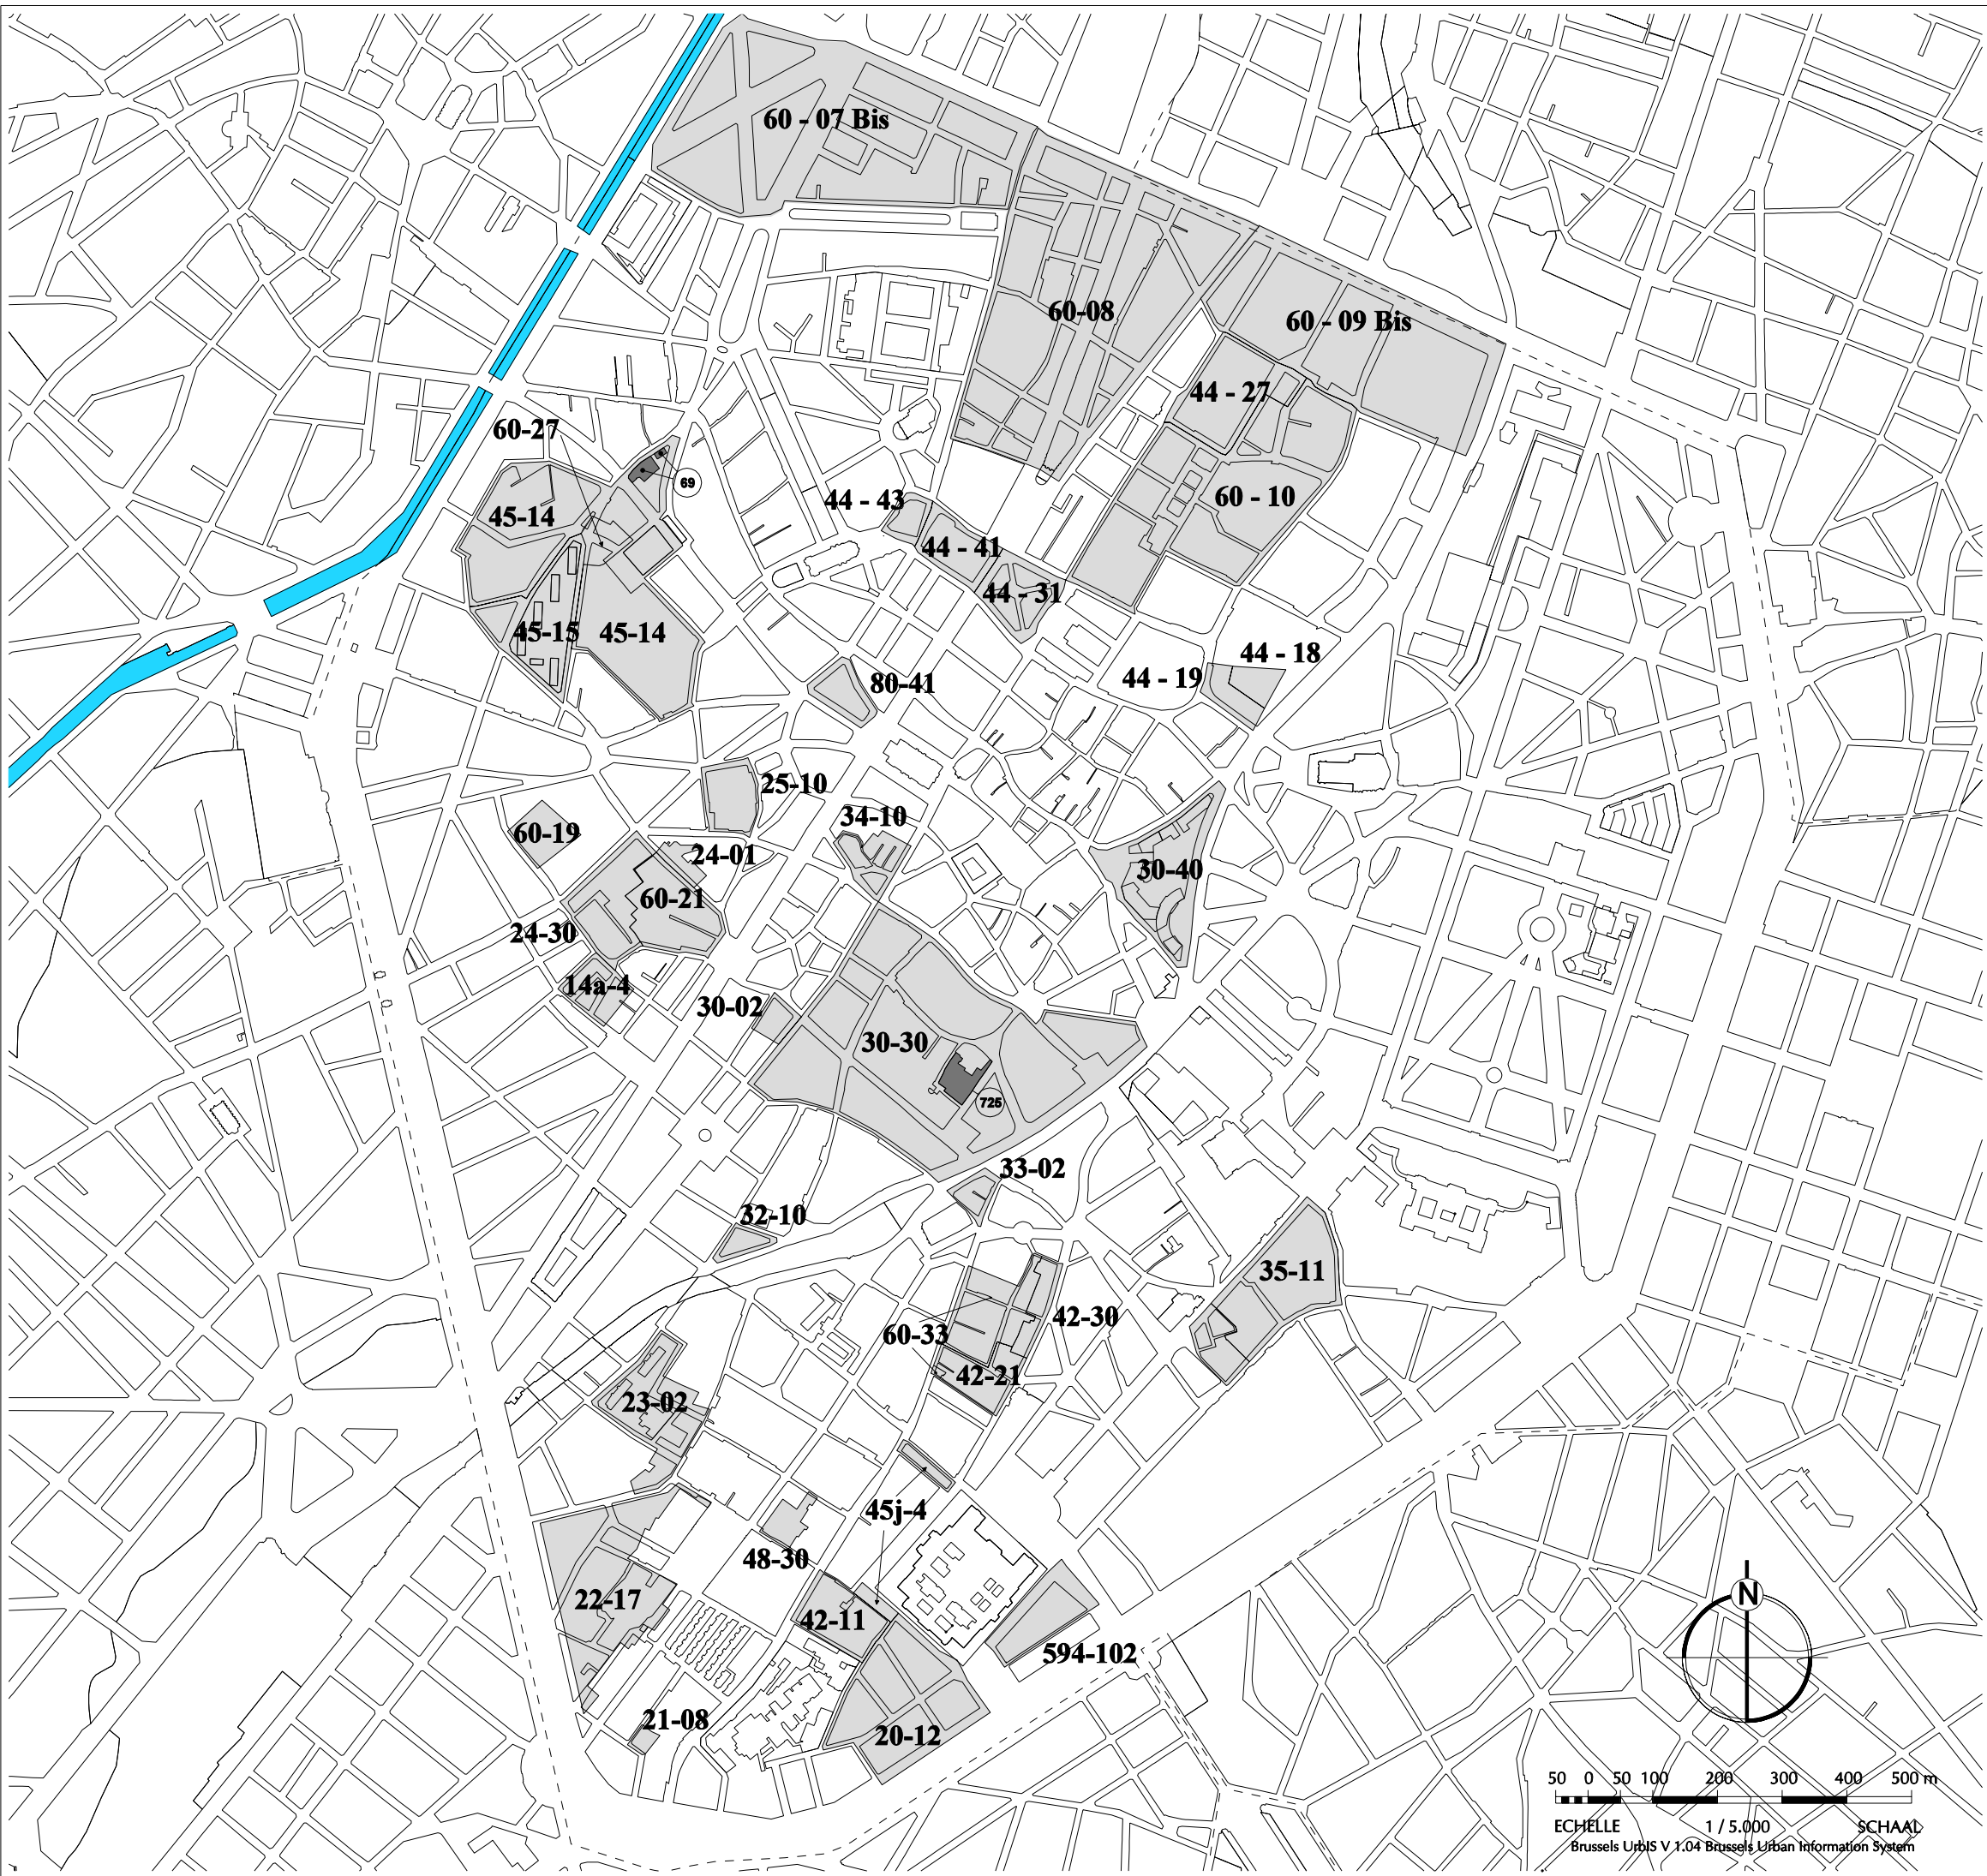 60 - 07 Bis
60-08
60 - 09 Bis
44 - 27
60-27
69
60 - 10
44 - 43
45-14
44 - 41
44 - 31
45-15
45-14
44 - 18
44 - 19
80-41
25-10
34-10
60-19
24-01
30-40
60-21
24-30
14a-4
30-02
30-30
725
33-02
32-10
35-11
42-30
60-33
42-21
23-02
45j-4
48-30
22-17
42-11
594-102
21-08
20-12
N
50 0 50 100 200 300 400 500 m
ECHELLE 1 / 5.000 SCHAAL
Brussels UrbIS V 1.04 Brussels Urban Information System